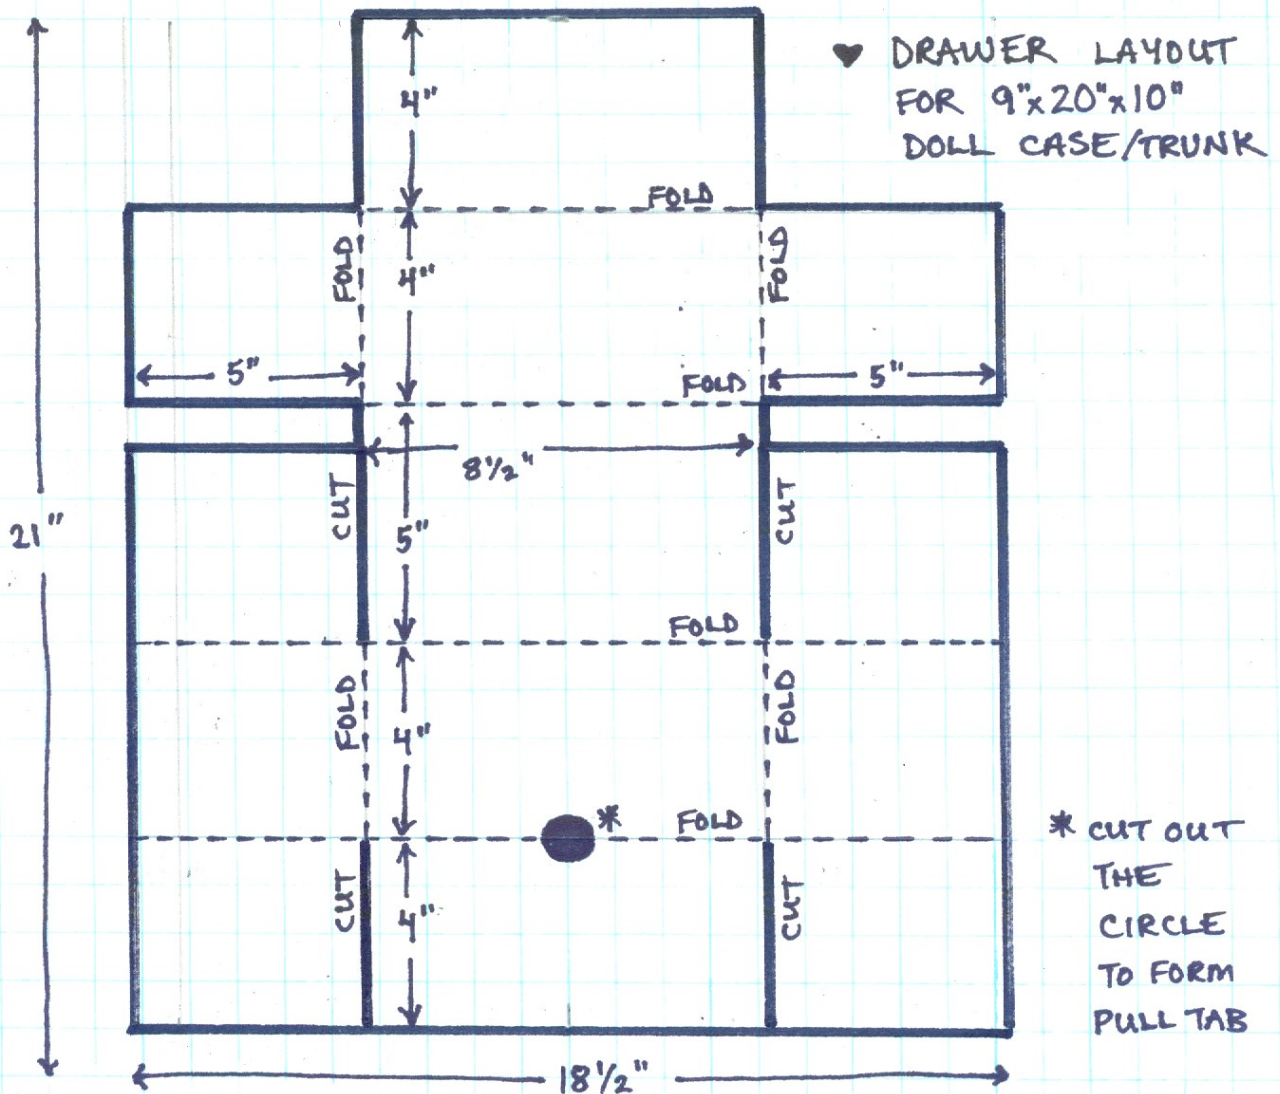 ♥ DRAWER LAYOUT
FOR 9"x20"x10"
DOLL CASE/TRUNK
4"
FOLD
FOLD
4"
FOLD
5"
FOLD
5"
8½"
CUT
5"
CUT
21"
FOLD
FOLD
4"
FOLD
*
FOLD
CUT
4"
CUT
* CUT OUT
THE
CIRCLE
TO FORM
PULL TAB
18½"